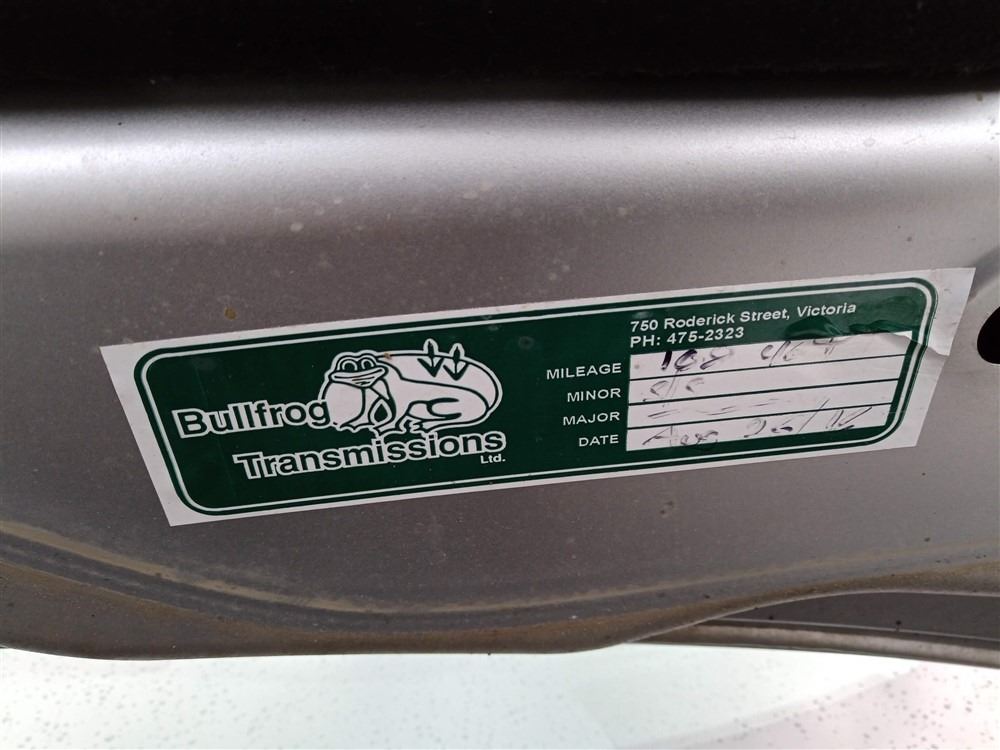 750 Roderick Street, Victoria
PH: 475-2323
Bullfrog
Transmissions
Ltd.
MILEAGE
MINOR
MAJOR
DATE